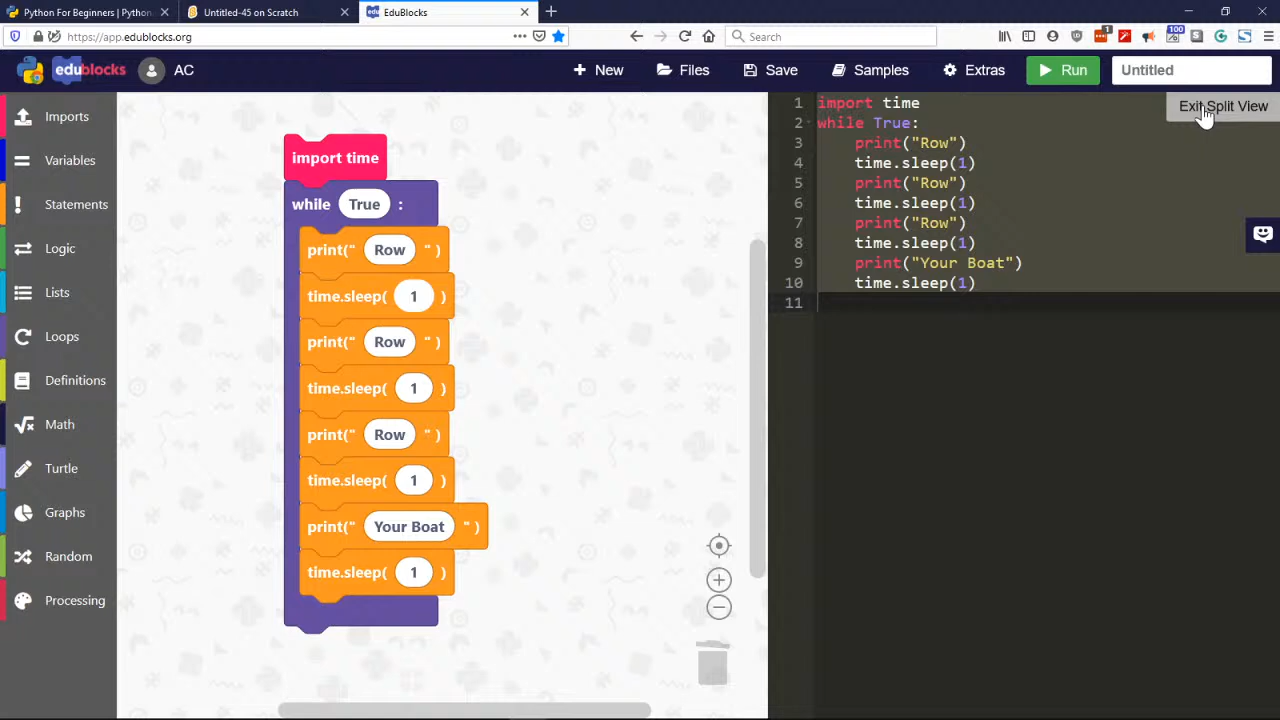 Python For Beginners | Python.
Untitled-45 on Scratch
EduBlocks
https://app.edublocks.org
Search
100
edublocks
AC
New
Files
Save
Samples
Extras
Run
Untitled
Imports
Variables
Statements
Logic
Lists
Loops
Definitions
Math
Turtle
Graphs
Random
Processing
import time
while True :
print(" Row ")
time.sleep( 1 )
print(" Row ")
time.sleep( 1 )
print(" Row ")
time.sleep( 1 )
print(" Your Boat ")
time.sleep( 1 )
Exit Split View
1 import time
2 while True:
3 print("Row")
4 time.sleep(1)
5 print("Row")
6 time.sleep(1)
7 print("Row")
8 time.sleep(1)
9 print("Your Boat")
10 time.sleep(1)
11